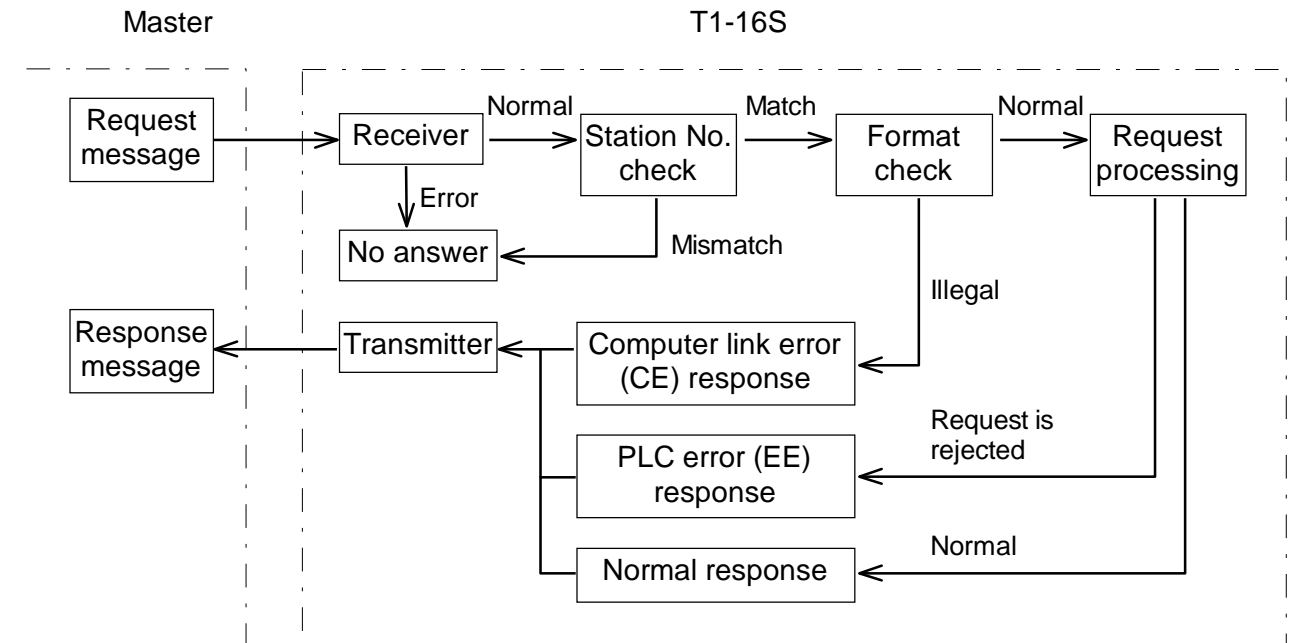 Master
T1-16S
Request
message
Receiver
Normal
Station No.
check
Match
Format
check
Normal
Request
processing
Error
No answer
Mismatch
Illegal
Response
message
Transmitter
Computer link error
(CE) response
Request is
rejected
PLC error (EE)
response
Normal
Normal response